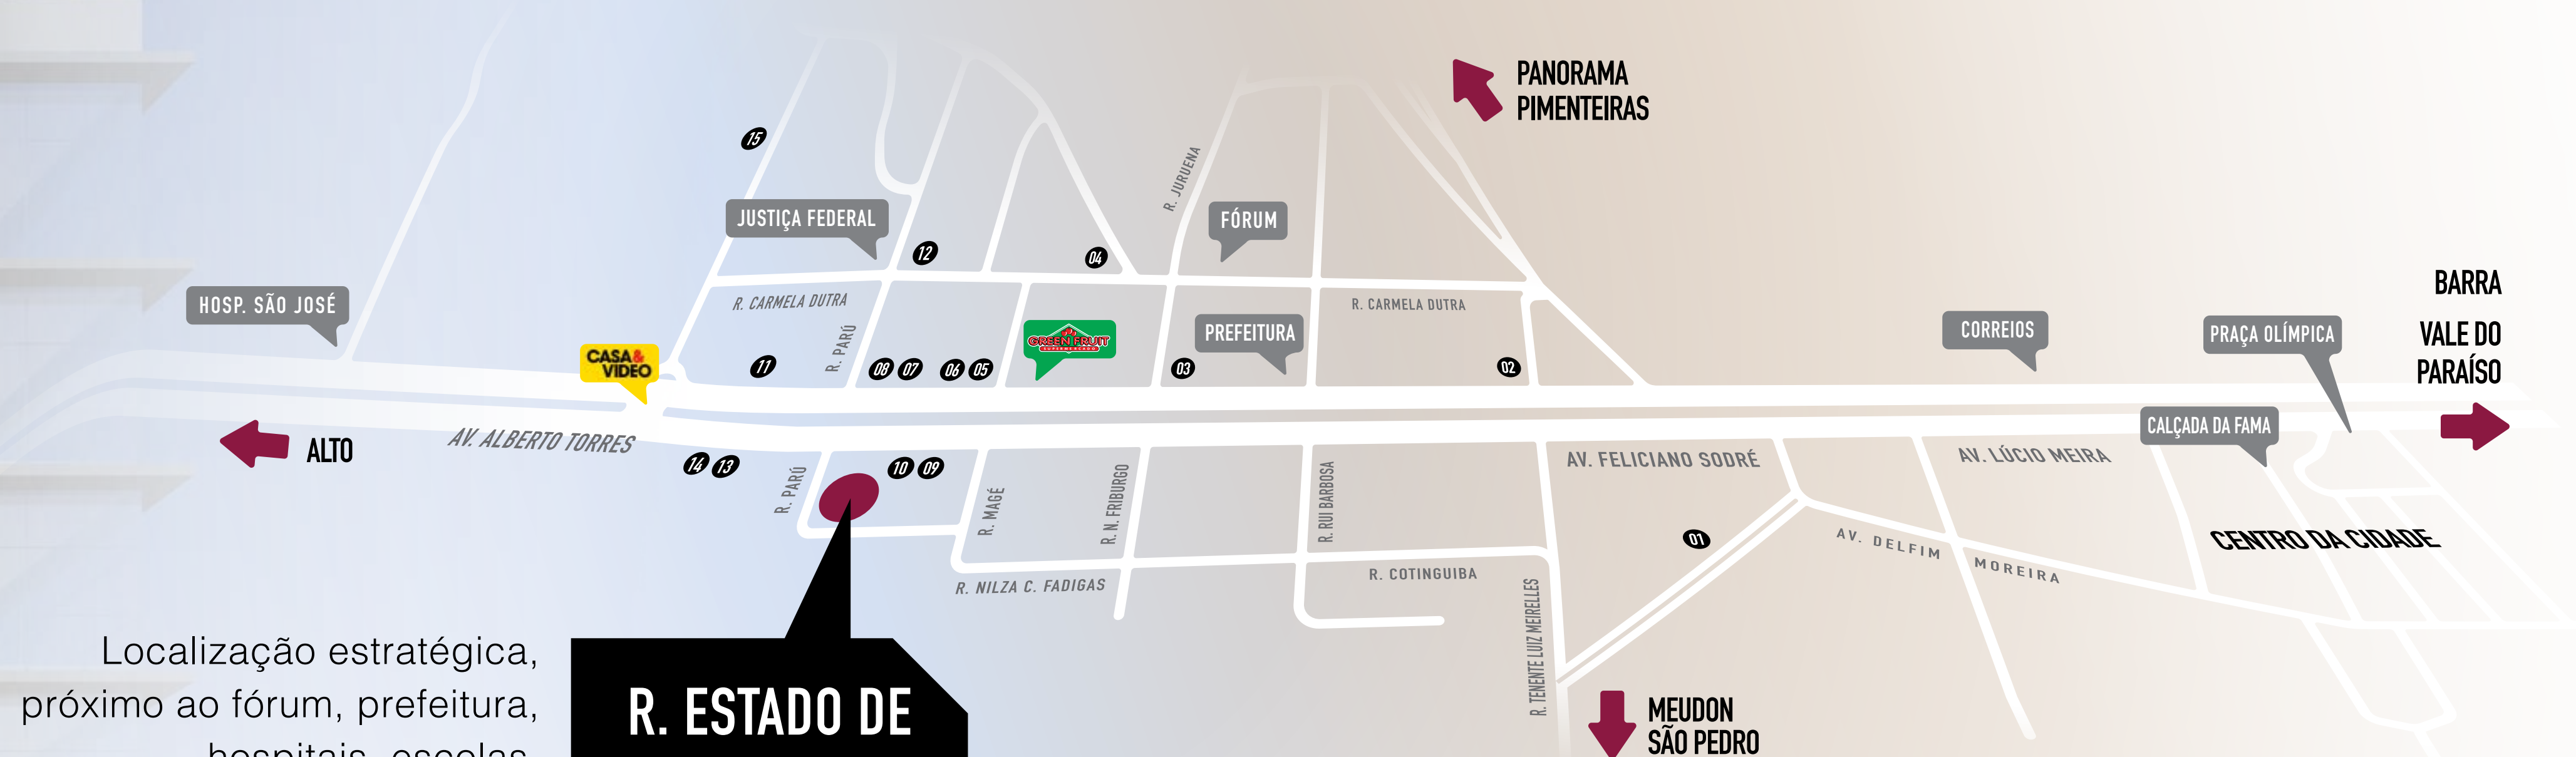 PANORAMA
PIMENTEIRAS
15
R. JURUENA
JUSTIÇA FEDERAL
FÓRUM
12
04
HOSP. SÃO JOSÉ
R. CARMELA DUTRA
R. CARMELA DUTRA
BARRA
VALE DO
PARAÍSO
CORREIOS
PRAÇA OLÍMPICA
R. PARÚ
GREEN FRUIT
SUPERMERCADO
PREFEITURA
CASA&
VIDEO
11
08
07
06
05
03
02
ALTO
AV. ALBERTO TORRES
CALÇADA DA FAMA
14
13
R. PARÚ
10
09
R. MAGÉ
R. N. FRIBURGO
R. RUI BARBOSA
AV. FELICIANO SODRÉ
AV. LÚCIO MEIRA
01
AV. DELFIM
MOREIRA
CENTRO DA CIDADE
R. NILZA C. FADIGAS
R. COTINGUIBA
R. TENENTE LUIZ MEIRELLES
Localização estratégica,
próximo ao fórum, prefeitura,
hospitais, escolas,
R. ESTADO DE
MEUDON
SÃO PEDRO